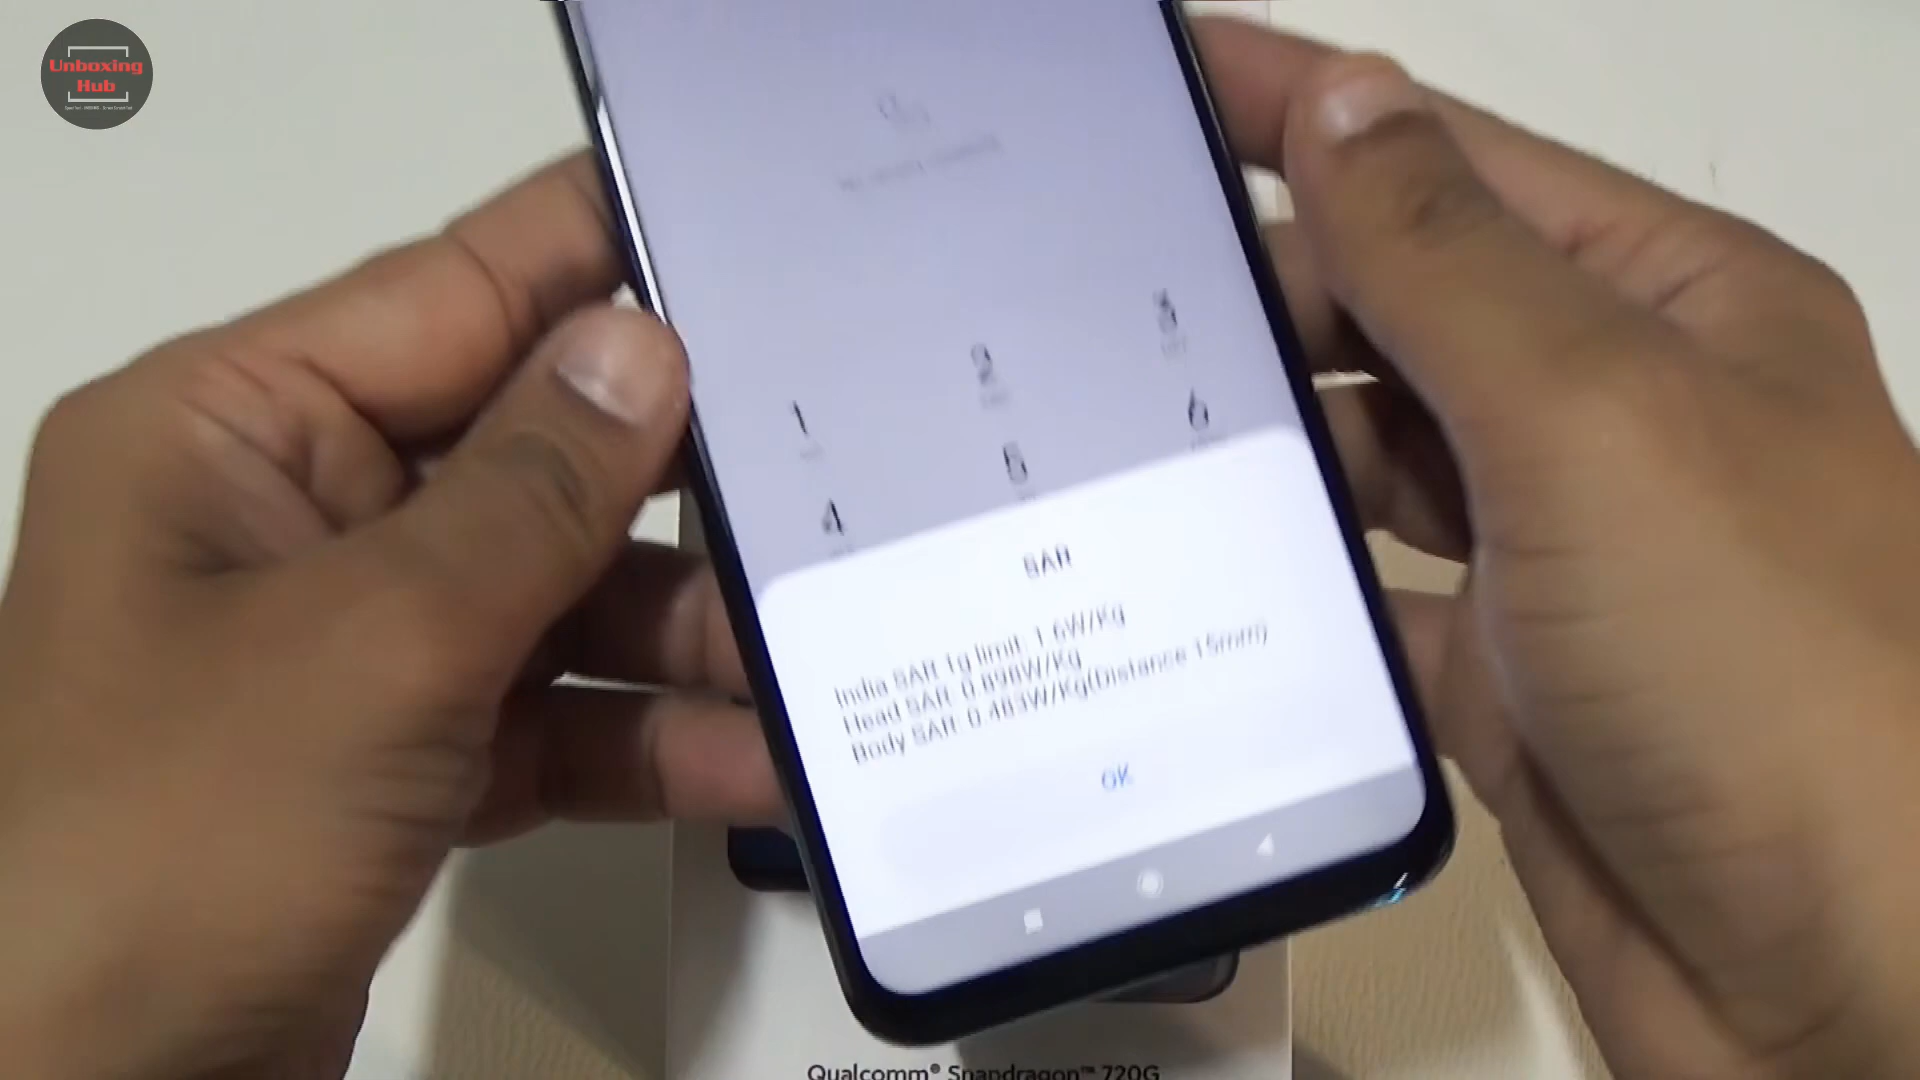 Unboxing
Hub
1
2
3
4
5
6
SAR
India SAR 1g limit: 1.6W/Kg
Head SAR: 0.898W/Kg
Body SAR: 0.483W/Kg(Distance 15mm)
OK
Qualcomm® Snapdragon™ 720G